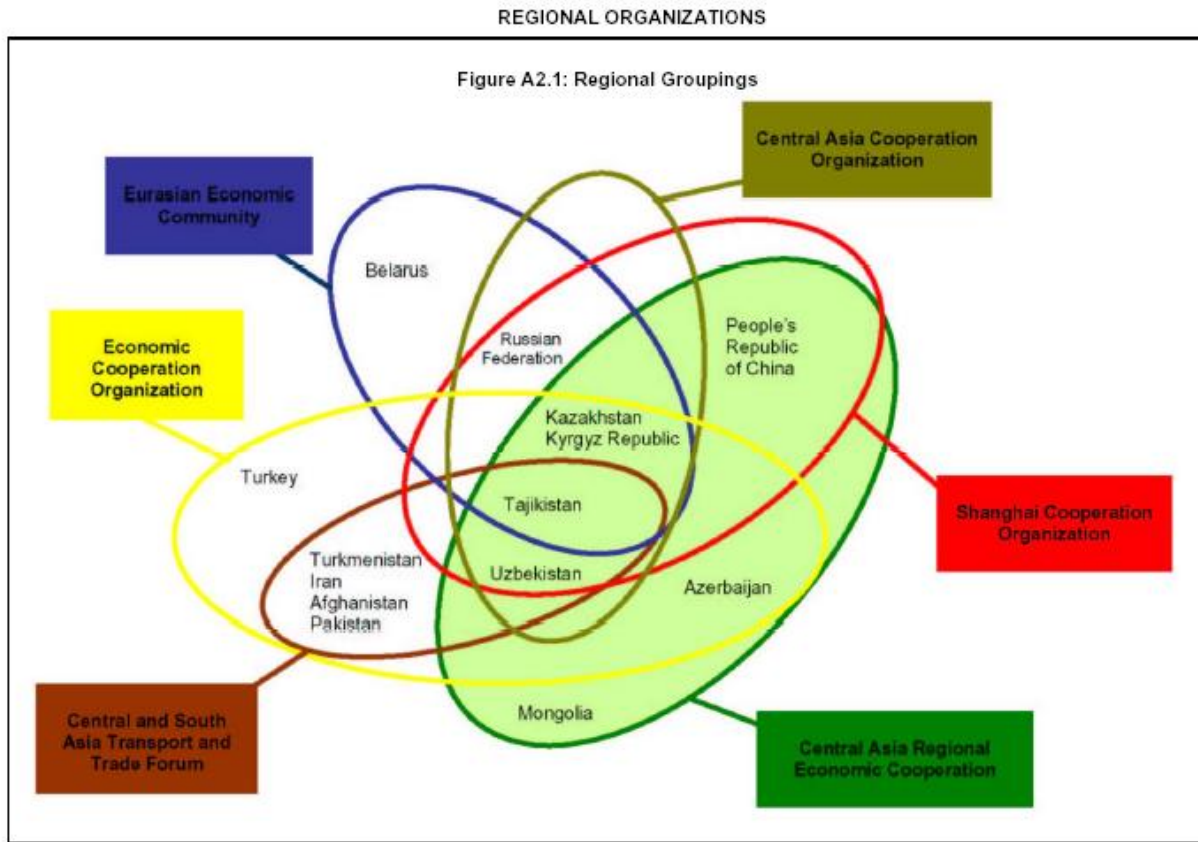 REGIONAL ORGANIZATIONS
Figure A2.1: Regional Groupings
Central Asia Cooperation
Organization
Eurasian Economic
Community
Belarus
People's
Republic
of China
Russian
Federation
Economic
Cooperation
Organization
Kazakhstan
Kyrgyz Republic
Turkey
Tajikistan
Shanghai Cooperation
Organization
Turkmenistan
Iran
Afghanistan
Pakistan
Uzbekistan
Azerbaijan
Mongolia
Central and South
Asia Transport and
Trade Forum
Central Asia Regional
Economic Cooperation